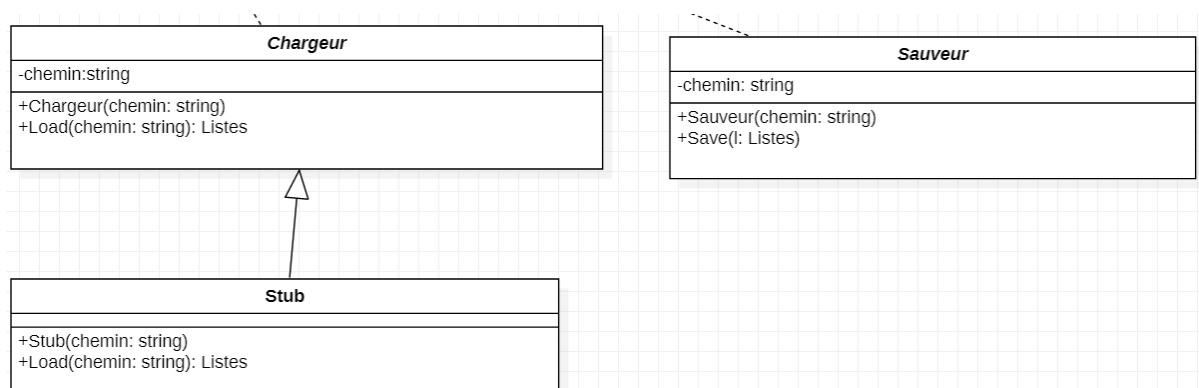 Chargeur
-chemin:string
+Chargeur(chemin: string)
+Load(chemin: string): Listes
Sauveur
-chemin: string
+Sauveur(chemin: string)
+Save(l: Listes)
Stub
+Stub(chemin: string)
+Load(chemin: string): Listes